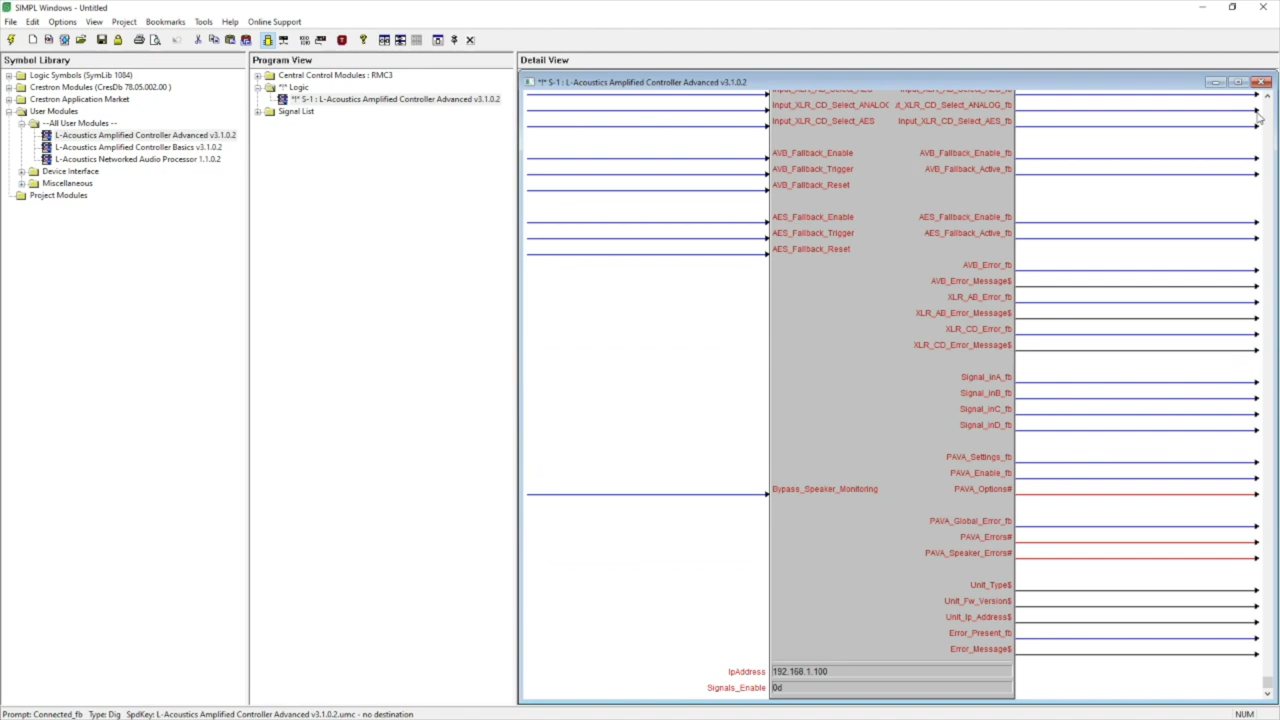 SIMPL Windows - Untitled
File Edit Options View Project Bookmarks Tools Help Online Support
Symbol Library
Logic Symbols (SymLib 1084)
Crestron Modules (CresDb 78.05.002.00 )
Crestron Application Market
User Modules
--All User Modules --
L-Acoustics Amplified Controller Advanced v3.1.0.2
L-Acoustics Amplified Controller Basics v3.1.0.2
L-Acoustics Networked Audio Processor 1.1.0.2
Device Interface
Miscellaneous
Project Modules
Program View
Central Control Modules : RMC3
'!' Logic
'!' S-1 : L-Acoustics Amplified Controller Advanced v3.1.0.2
Signal List
Detail View
'!' S-1 : L-Acoustics Amplified Controller Advanced v3.1.0.2
Input_XLR_CD_Select_ANALOG
Input_XLR_CD_Select_AES Input_XLR_CD_Select_AES_fb
AVB_Fallback_Enable AVB_Fallback_Enable_fb
AVB_Fallback_Trigger AVB_Fallback_Active_fb
AVB_Fallback_Reset
AES_Fallback_Enable AES_Fallback_Enable_fb
AES_Fallback_Trigger AES_Fallback_Active_fb
AES_Fallback_Reset
AVB_Error_fb
AVB_Error_Message$
XLR_AB_Error_fb
XLR_AB_Error_Message$
XLR_CD_Error_fb
XLR_CD_Error_Message$
Signal_inA_fb
Signal_inB_fb
Signal_inC_fb
Signal_inD_fb
PAVA_Settings_fb
PAVA_Enable_fb
Bypass_Speaker_Monitoring PAVA_Options#
PAVA_Global_Error_fb
PAVA_Errors#
PAVA_Speaker_Errors#
Unit_Type$
Unit_Fw_Version$
Unit_Ip_Address$
Error_Present_fb
Error_Message$
IpAddress 192.168.1.100
Signals_Enable 0d
Prompt: Connected_fb Type: Dig SpdKey: L-Acoustics Amplified Controller Advanced v3.1.0.2.umc - no destination
NUM